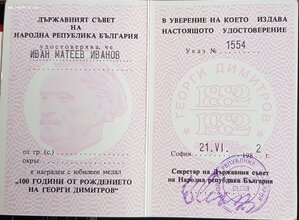 ДЪРЖАВНИЯТ СЪВЕТ
НА
НАРОДНА РЕПУБЛИКА БЪЛГАРИЯ
удостоверява, че
ИВАН МАТЕЕВ ИВАНОВ
от гр. (с.)
окръг
е награден с юбилеен медал
"100 ГОДИНИ ОТ РОЖДЕНИЕТО
НА ГЕОРГИ ДИМИТРОВ"
В УВЕРЕНИЕ НА КОЕТО ИЗДАВА
НАСТОЯЩОТО УДОСТОВЕРЕНИЕ
Указ № 1554
ГЕОРГИ ДИМИТРОВ
1882
1982
София, 21.VI. 198 2
Секретар на Държавния съвет
на Народна република България